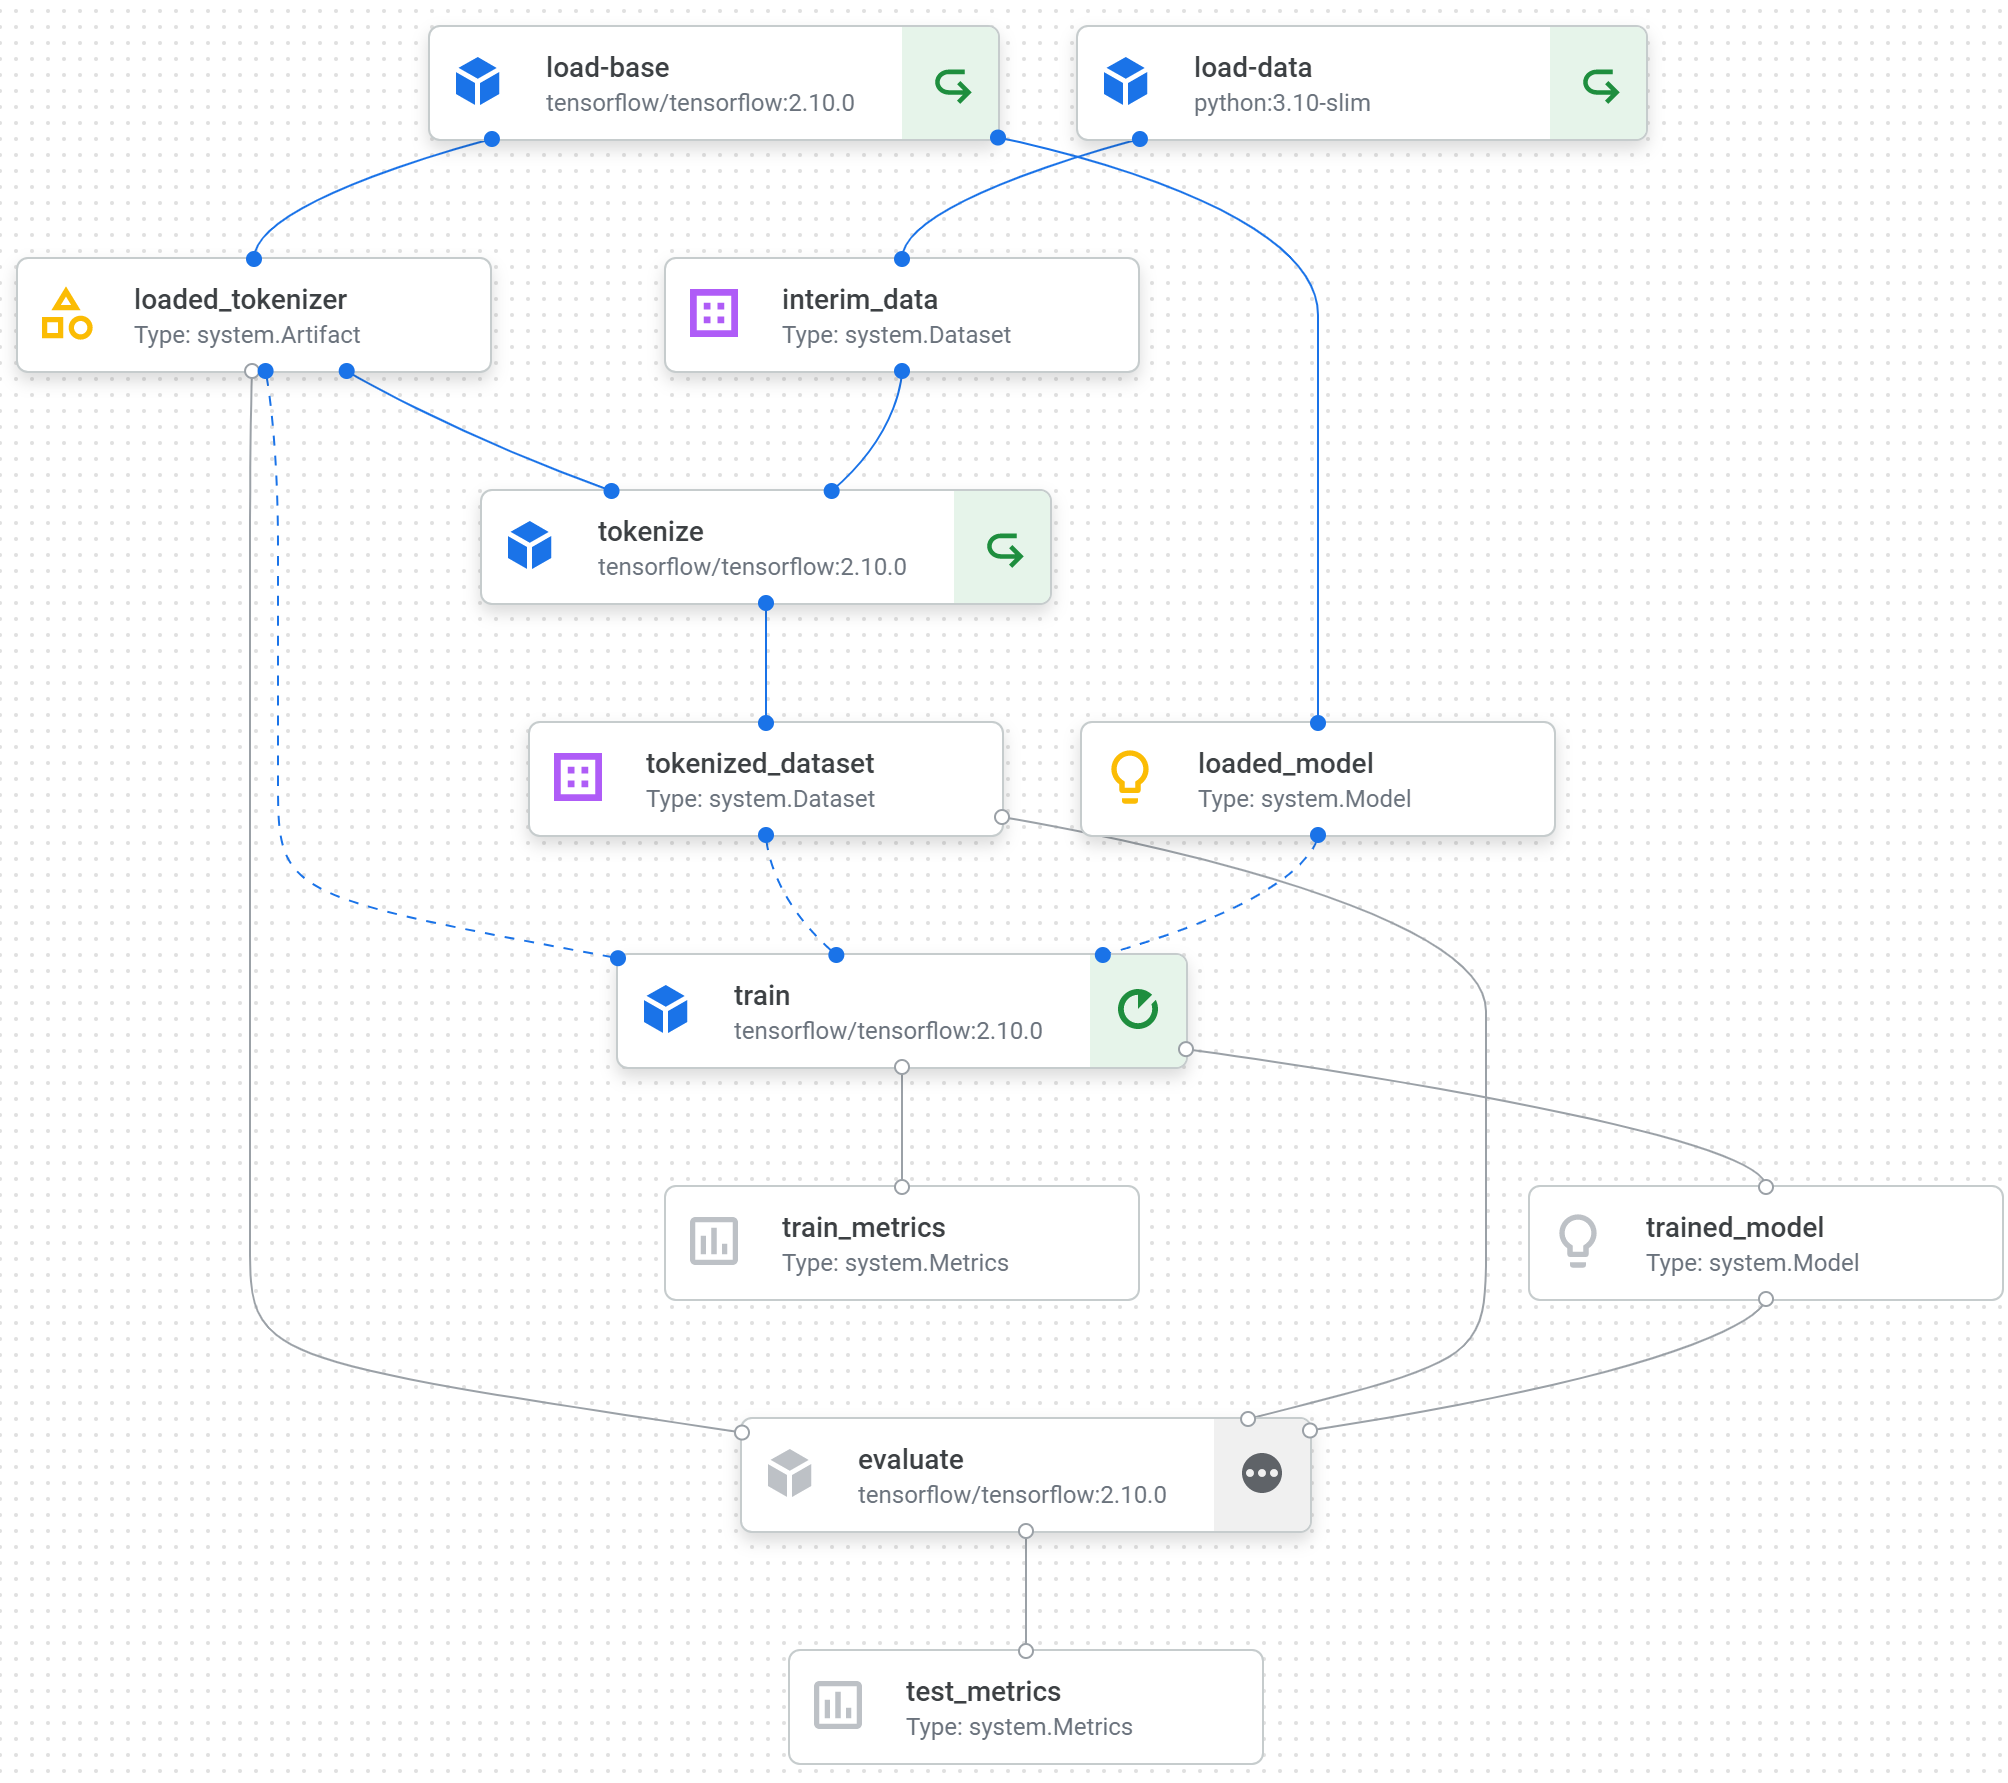 load-base
tensorflow/tensorflow:2.10.0
load-data
python:3.10-slim
loaded_tokenizer
Type: system.Artifact
interim_data
Type: system.Dataset
tokenize
tensorflow/tensorflow:2.10.0
tokenized_dataset
Type: system.Dataset
loaded_model
Type: system.Model
train
tensorflow/tensorflow:2.10.0
train_metrics
Type: system.Metrics
trained_model
Type: system.Model
evaluate
tensorflow/tensorflow:2.10.0
test_metrics
Type: system.Metrics